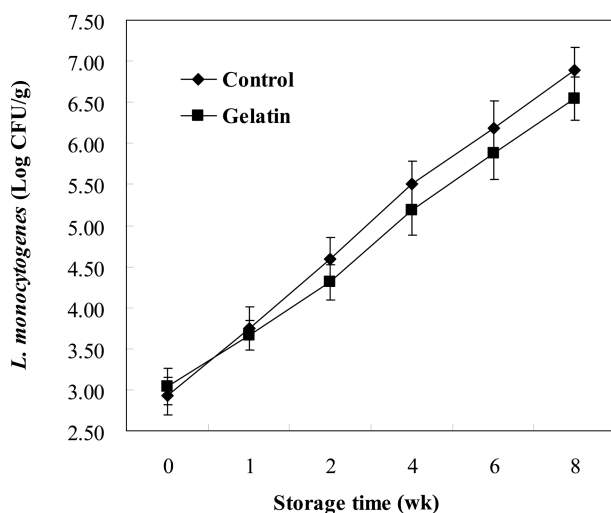 7.50
7.00
6.50
6.00
5.50
5.00
4.50
4.00
3.50
3.00
2.50
L. monocytogenes (Log CFU/g)
Control
Gelatin
0 1 2 4 6 8
Storage time (wk)